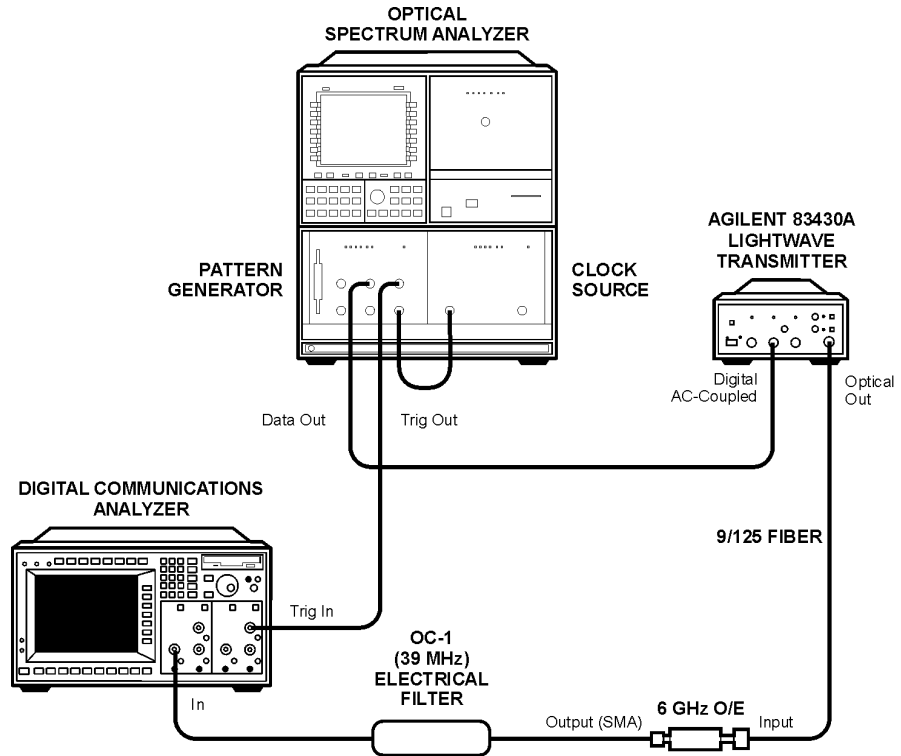 OPTICAL
SPECTRUM ANALYZER
AGILENT 83430A
LIGHTWAVE
TRANSMITTER
PATTERN
GENERATOR
CLOCK
SOURCE
Digital
AC-Coupled
Optical
Out
Data Out
Trig Out
DIGITAL COMMUNICATIONS
ANALYZER
9/125 FIBER
Trig In
OC-1
(39 MHz)
ELECTRICAL
FILTER
In
Output (SMA)
6 GHz O/E
Input